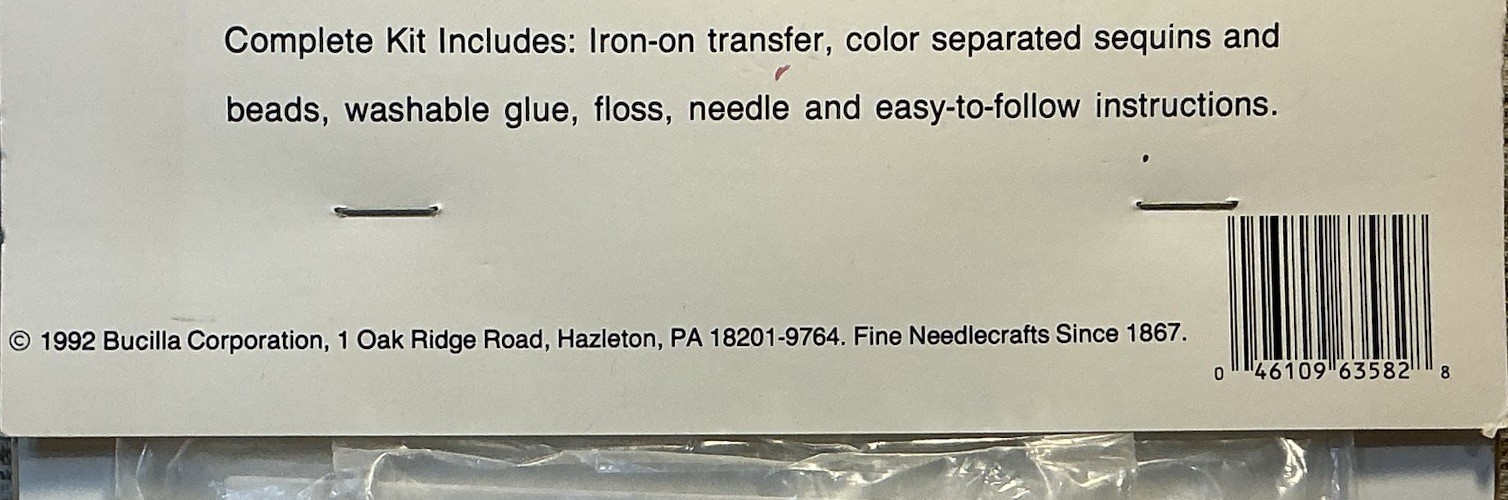 Complete Kit Includes: Iron-on transfer, color separated sequins and
beads, washable glue, floss, needle and easy-to-follow instructions.
© 1992 Bucilla Corporation, 1 Oak Ridge Road, Hazleton, PA 18201-9764. Fine Needlecrafts Since 1867.
0 46109 63582 8